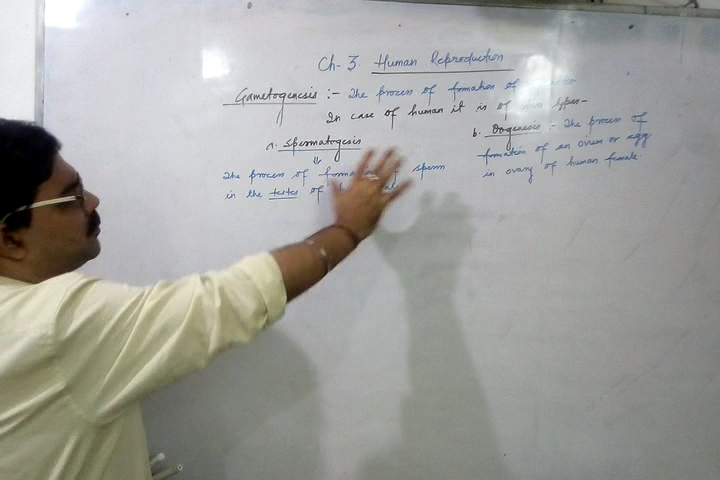 Ch-3. Human Reproduction
Gametogenesis :- The process of formation of
In case of human it is of two types-
a. Spermatogesis
⇓
The process of formation of sperm
in the testes of
b. Oogenesis :- The process of
formation of an ovum or egg
in ovary of human female.